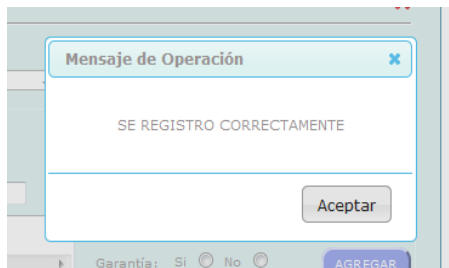 Mensaje de Operación
SE REGISTRO CORRECTAMENTE
Aceptar
Garantía: Si No
AGREGAR